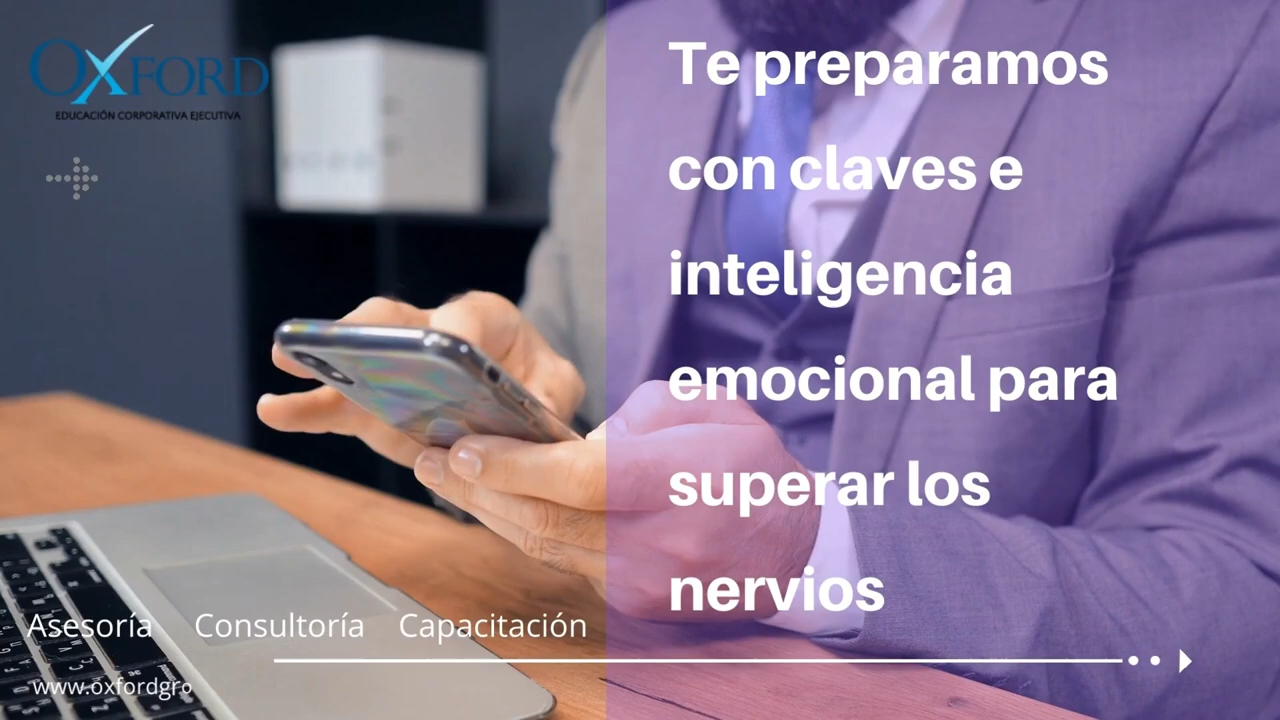 OXFORD
EDUCACIÓN CORPORATIVA EJECUTIVA
Te preparamos
con claves e
inteligencia
emocional para
superar los
nervios
Asesoría Consultoría Capacitación
www.oxfordgro